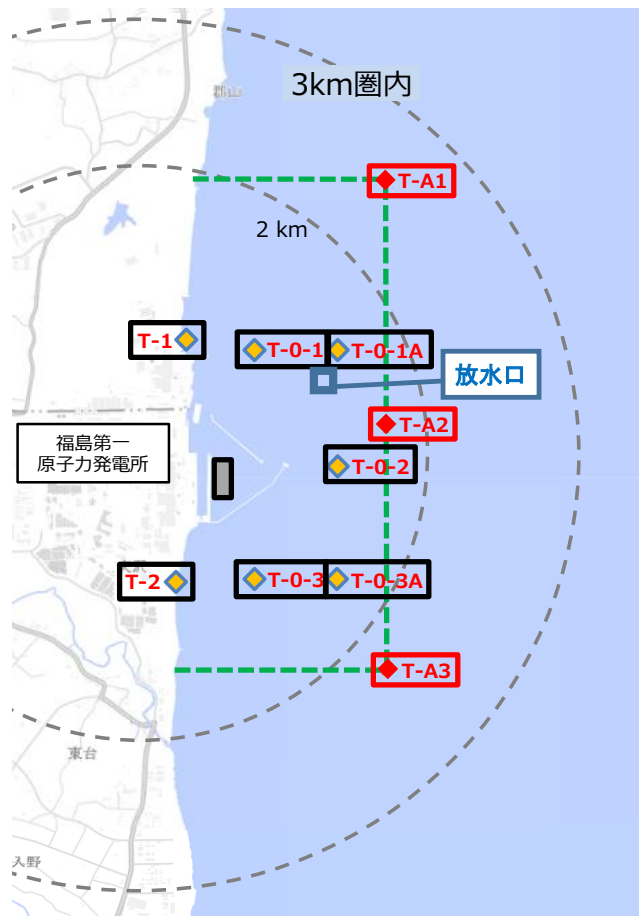 3km圏内
郡山
T-A1
2 km
T-1
T-0-1
T-0-1A
放水口
T-A2
福島第一
原子力発電所
T-0-2
T-2
T-0-3
T-0-3A
T-A3
東台
入野